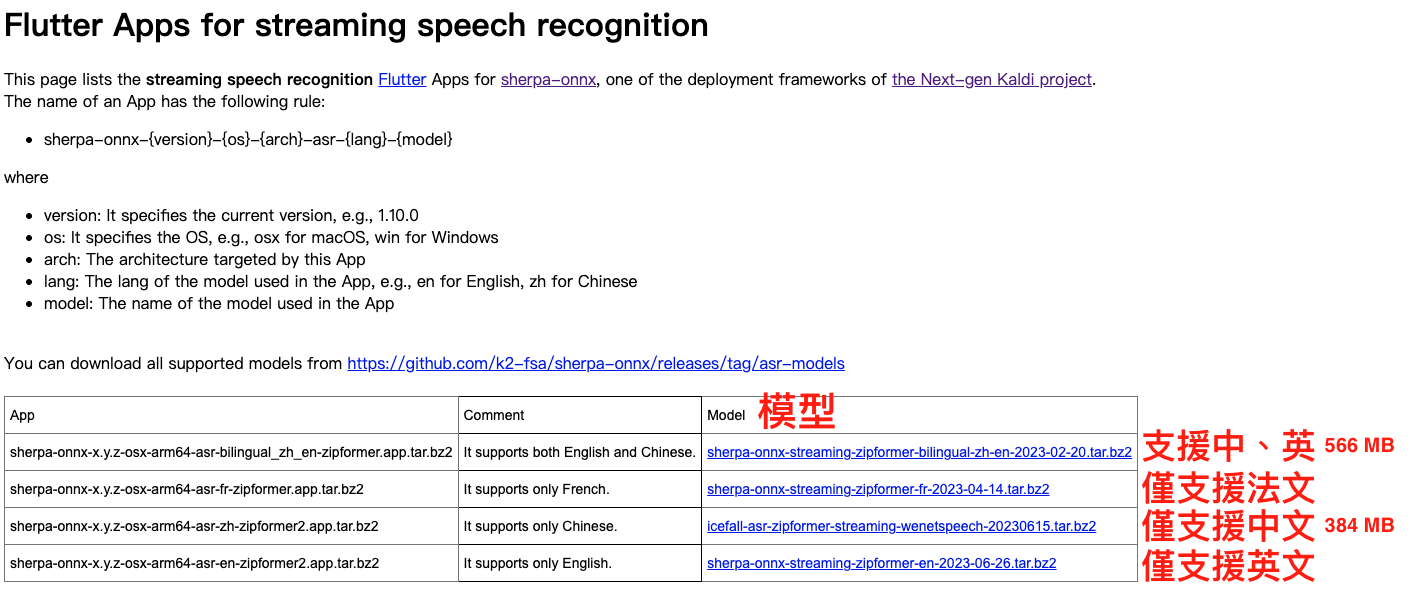 Flutter Apps for streaming speech recognition
This page lists the streaming speech recognition Flutter Apps for sherpa-onnx, one of the deployment frameworks of the Next-gen Kaldi project.
The name of an App has the following rule:
• sherpa-onnx-{version}-{os}-{arch}-asr-{lang}-{model}
where
• version: It specifies the current version, e.g., 1.10.0
• os: It specifies the OS, e.g., osx for macOS, win for Windows
• arch: The architecture targeted by this App
• lang: The lang of the model used in the App, e.g., en for English, zh for Chinese
• model: The name of the model used in the App
You can download all supported models from https://github.com/k2-fsa/sherpa-onnx/releases/tag/asr-models
App Comment Model 模型
sherpa-onnx-x.y.z-osx-arm64-asr-bilingual_zh_en-zipformer.app.tar.bz2 It supports both English and Chinese. sherpa-onnx-streaming-zipformer-bilingual-zh-en-2023-02-20.tar.bz2 支援中、英 566 MB
sherpa-onnx-x.y.z-osx-arm64-asr-fr-zipformer.app.tar.bz2 It supports only French. sherpa-onnx-streaming-zipformer-fr-2023-04-14.tar.bz2 僅支援法文
sherpa-onnx-x.y.z-osx-arm64-asr-zh-zipformer2.app.tar.bz2 It supports only Chinese. icefall-asr-zipformer-streaming-wenetspeech-20230615.tar.bz2 僅支援中文 384 MB
sherpa-onnx-x.y.z-osx-arm64-asr-en-zipformer2.app.tar.bz2 It supports only English. sherpa-onnx-streaming-zipformer-en-2023-06-26.tar.bz2 僅支援英文